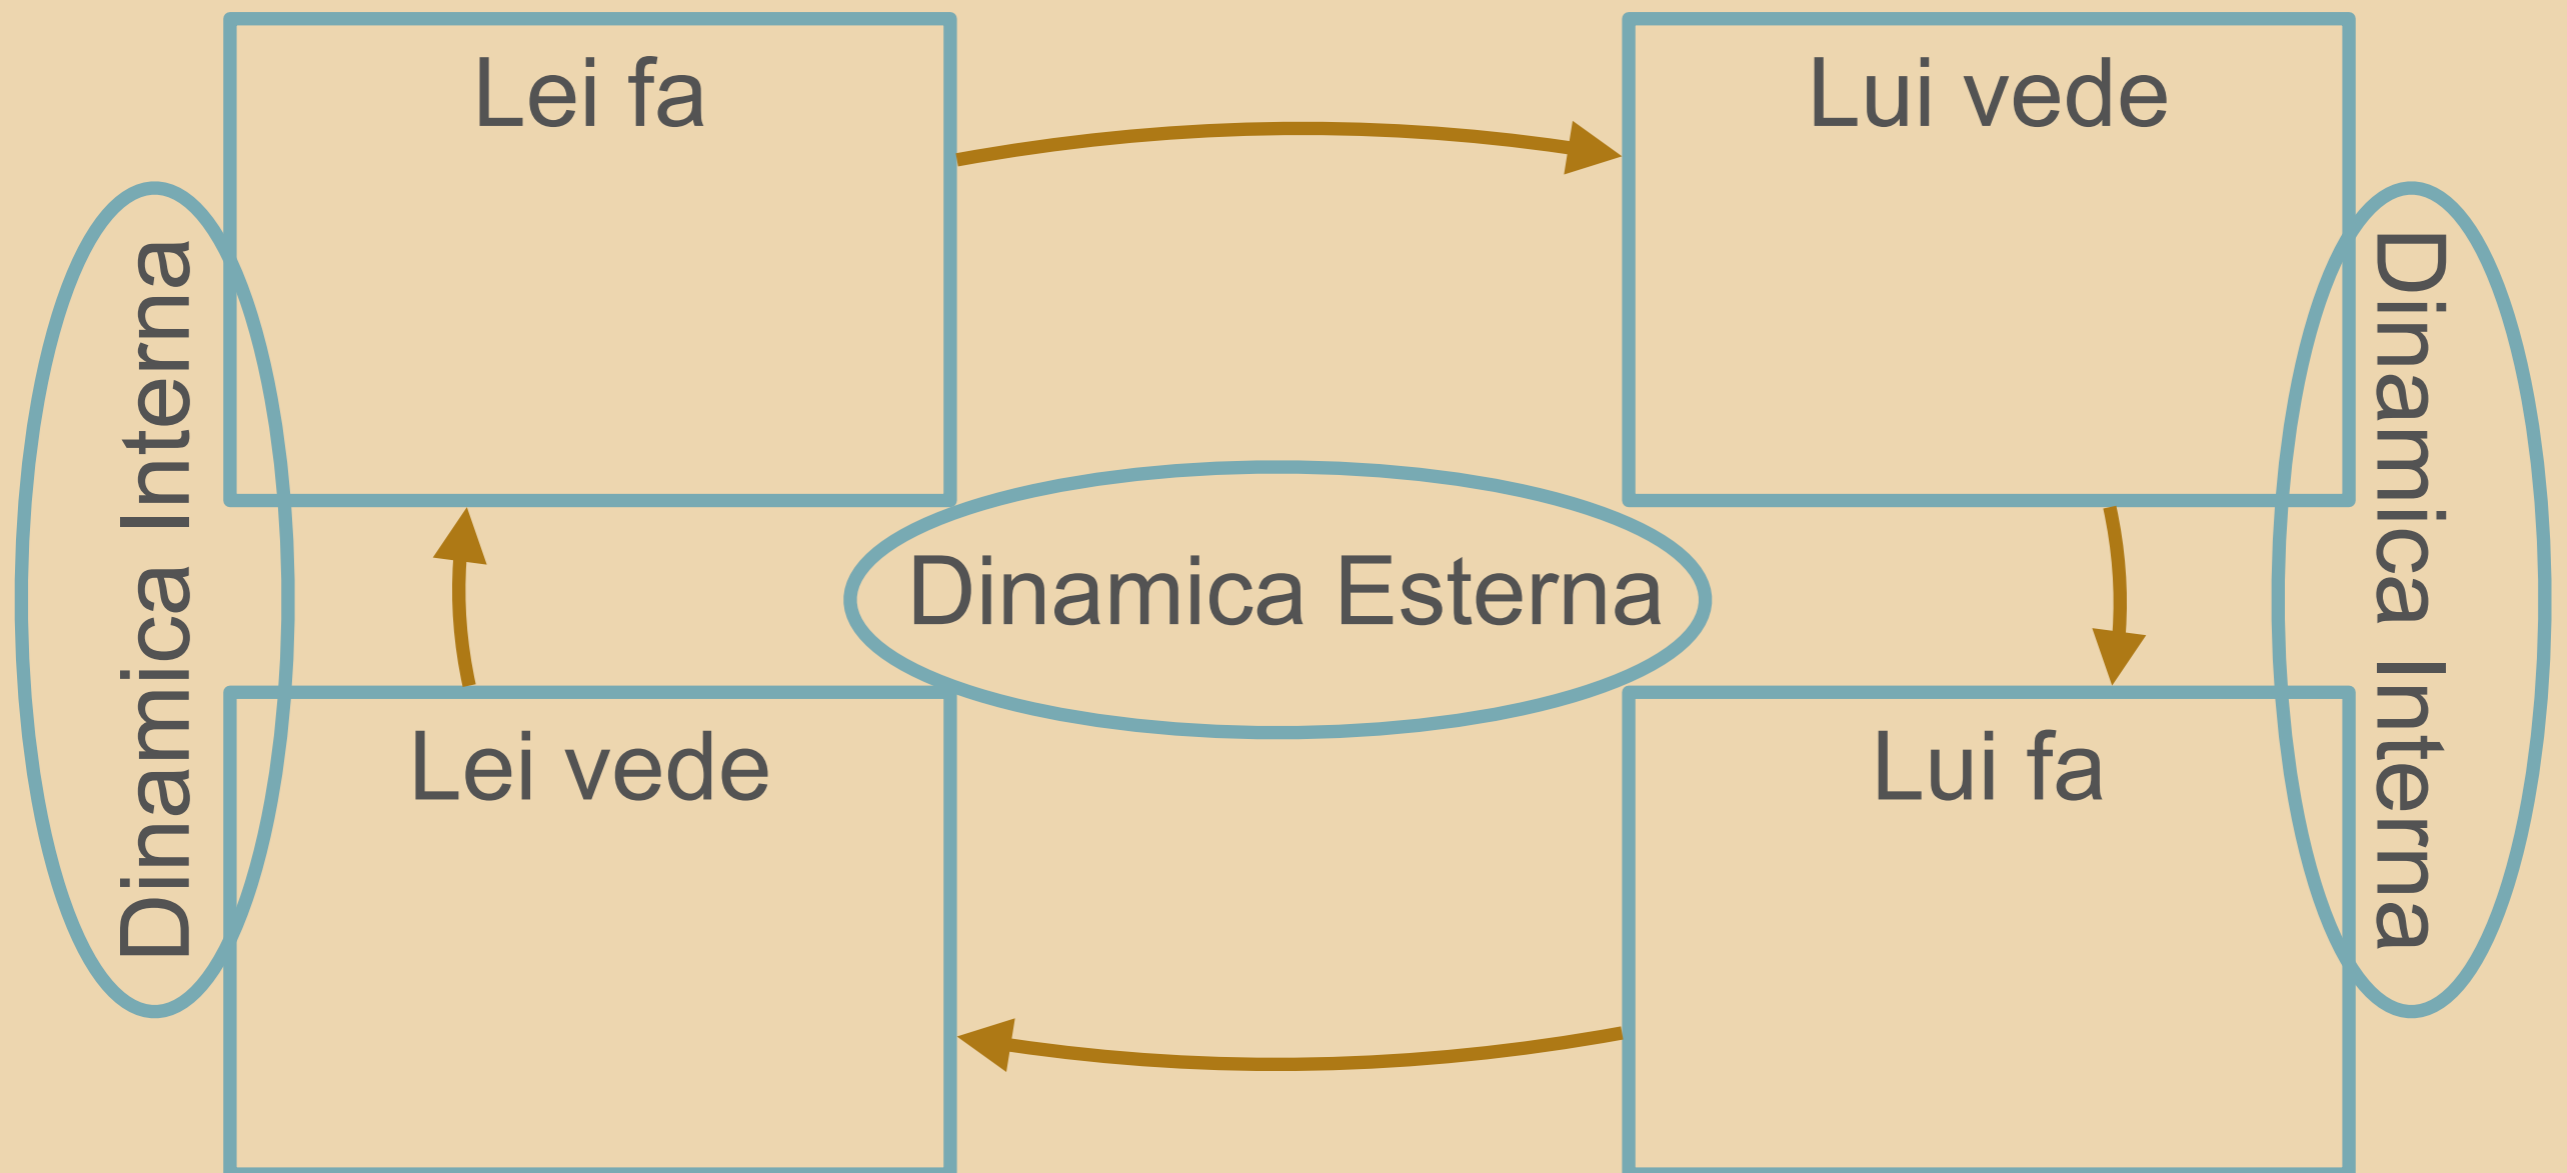 Lei fa
Lui vede
Dinamica Interna
Dinamica Esterna
Dinamica Interna
Lei vede
Lui fa